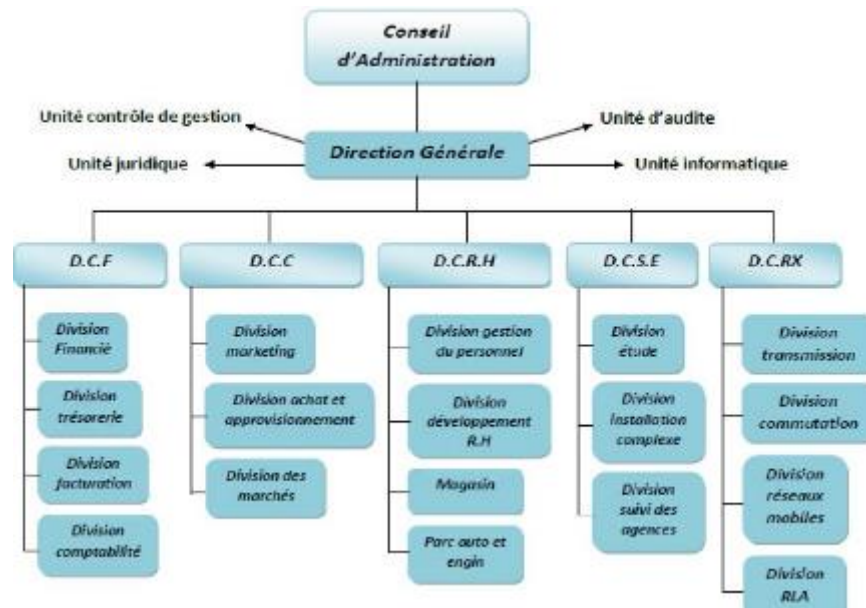 Conseil
d'Administration
Unité contrôle de gestion
Unité d'audite
Direction Générale
Unité juridique
Unité informatique
D.C.F
D.C.C
D.C.R.H
D.C.S.E
D.C.RX
Division
Financiè
Division
trésorerie
Division
facturation
Division
comptabilité
Division
marketing
Division achat et
approvisionnement
Division des
marchés
Division gestion
du personnel
Division
développement
R.H
Magasin
Parc auto et
engin
Division
étude
Division
installation
complexe
Division
suivi des
agences
Division
transmission
Division
commutation
Division
réseaux
mobiles
Division
RLA